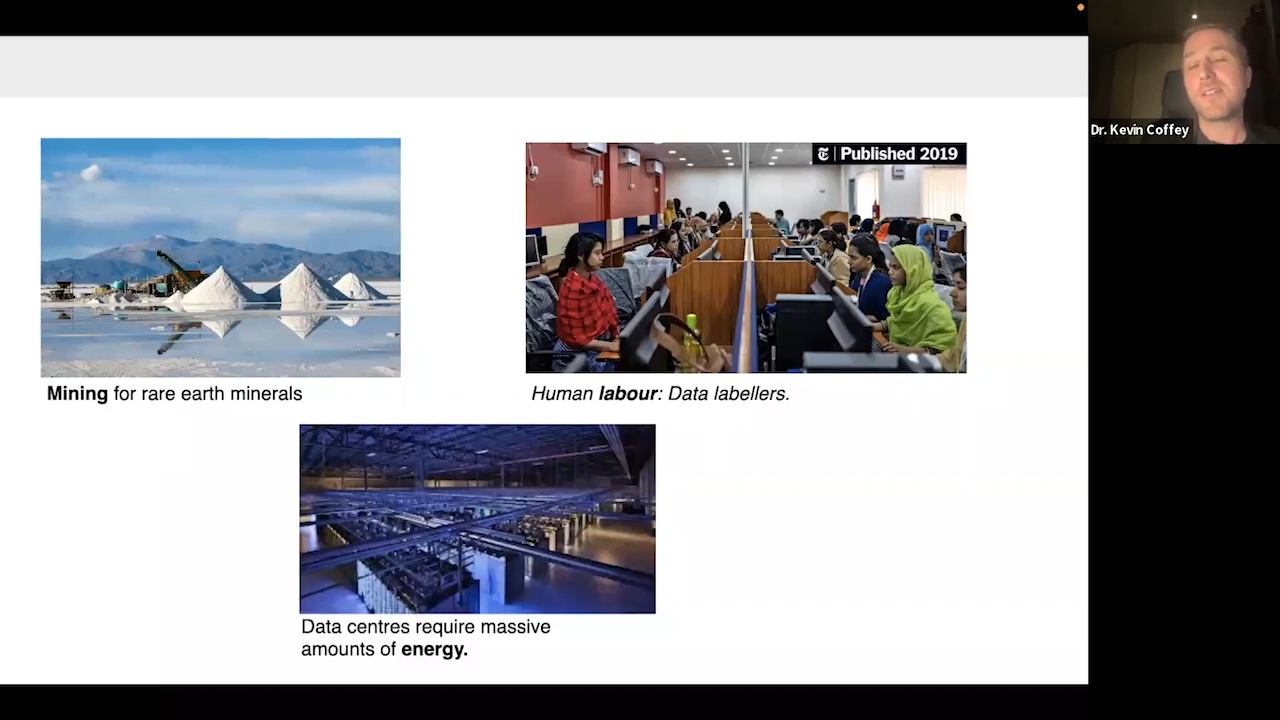 Dr. Kevin Coffey
Published 2019
Mining for rare earth minerals
Human labour: Data labellers.
Data centres require massive
amounts of energy.